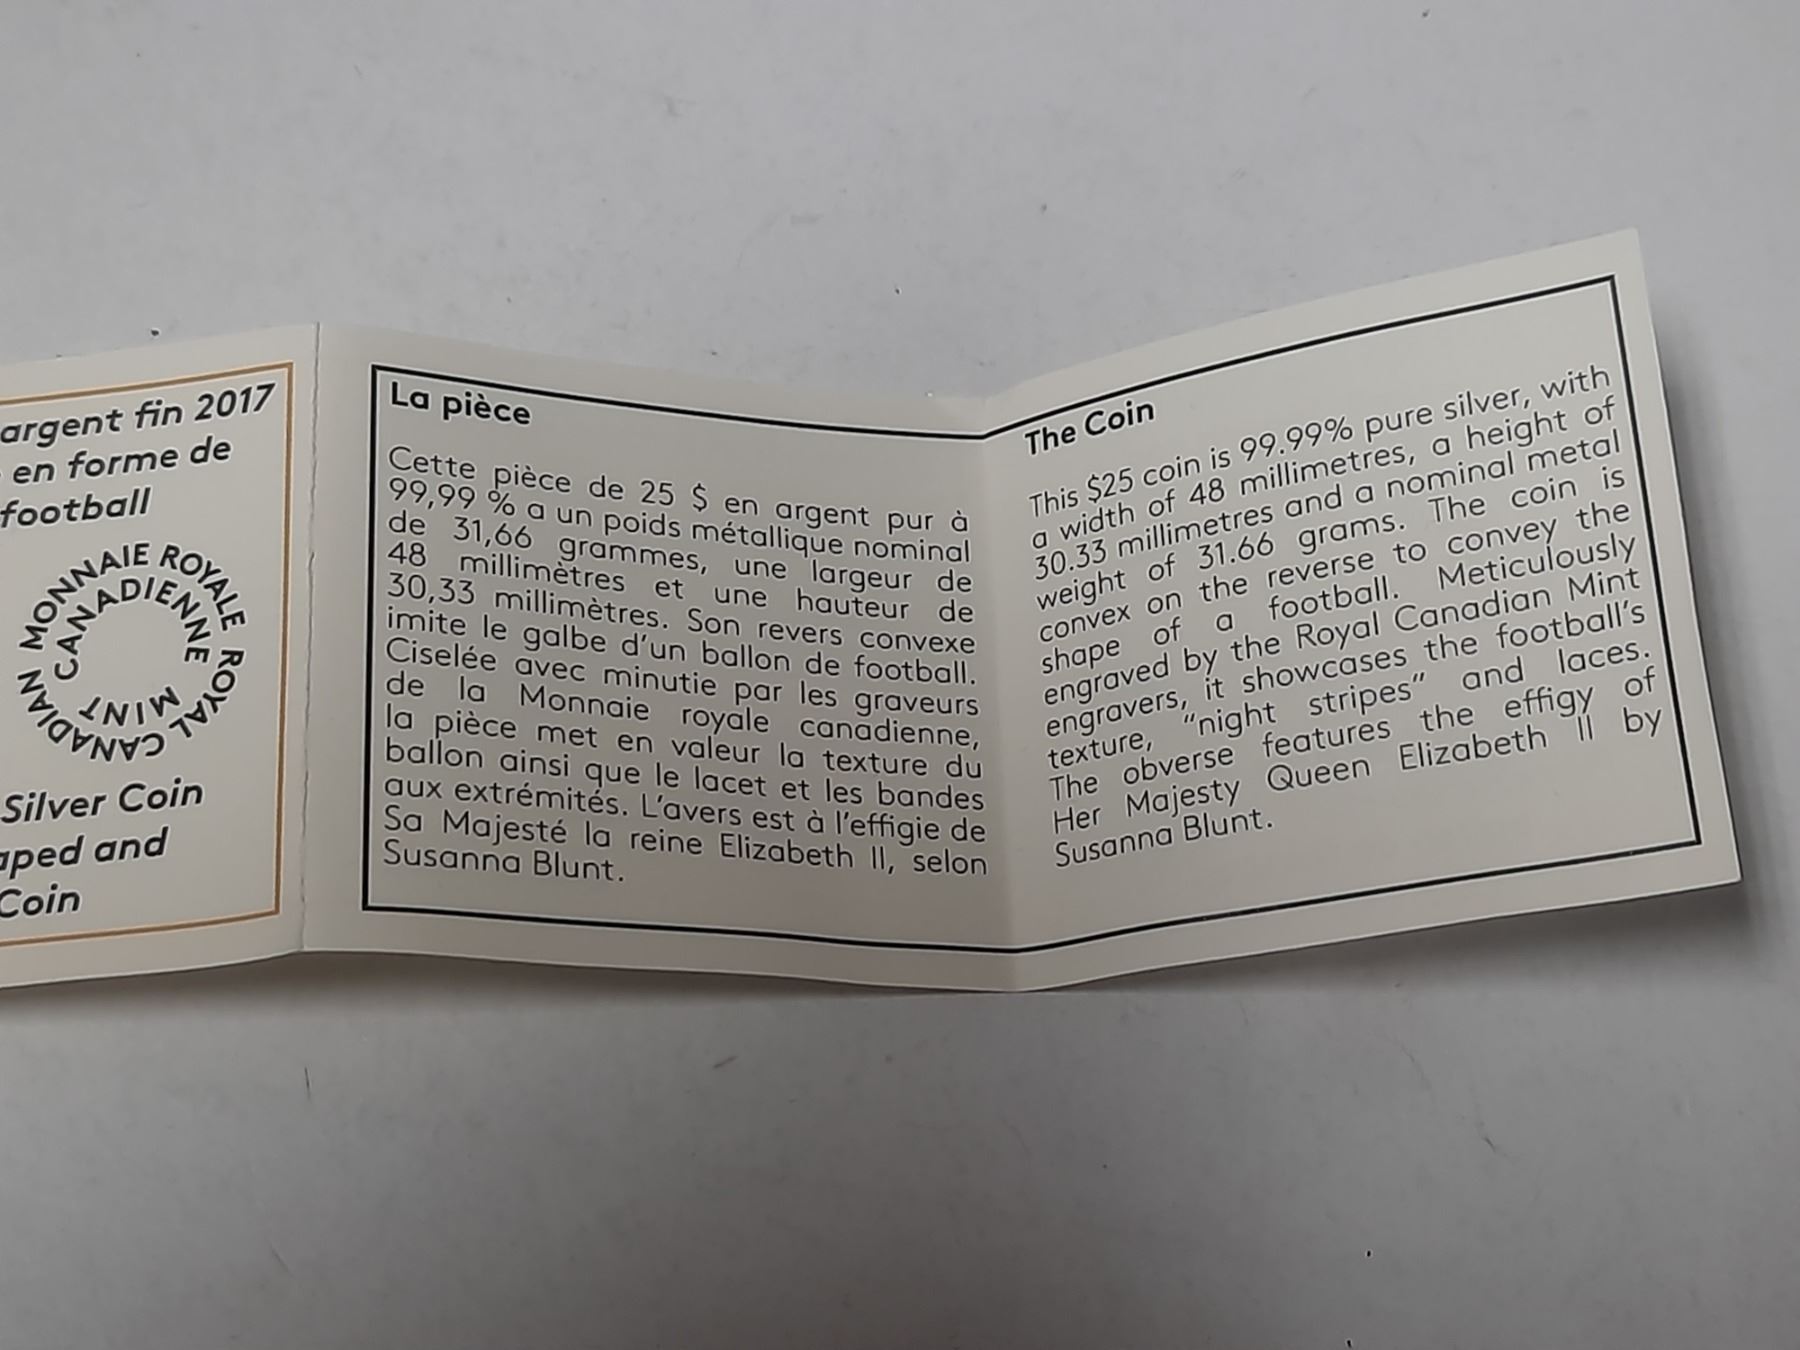 argent fin 2017
en forme de
football
MONNAIE ROYALE
CANADIENNE
ROYAL CANADIAN
MINT
Silver Coin
and
Coin
La pièce
Cette pièce de 25 $ en argent pur à
99,99 % a un poids métallique nominal
de 31,66 grammes, une largeur de
48 millimètres et une hauteur de
30,33 millimètres. Son revers convexe
imite le galbe d'un ballon de football.
Ciselée avec minutie par les graveurs
de la Monnaie royale canadienne,
la pièce met en valeur la texture du
ballon ainsi que le lacet et les bandes
aux extrémités. L'avers est à l'effigie de
Sa Majesté la reine Elizabeth II, selon
Susanna Blunt.
The Coin
This $25 coin is 99.99% pure silver, with
a width of 48 millimetres, a height of
30.33 millimetres and a nominal metal
weight of 31.66 grams. The coin is
convex on the reverse to convey the
shape of a football. Meticulously
engraved by the Royal Canadian Mint
engravers, it showcases the football's
texture, "night stripes" and laces.
The obverse features the effigy of
Her Majesty Queen Elizabeth II by
Susanna Blunt.